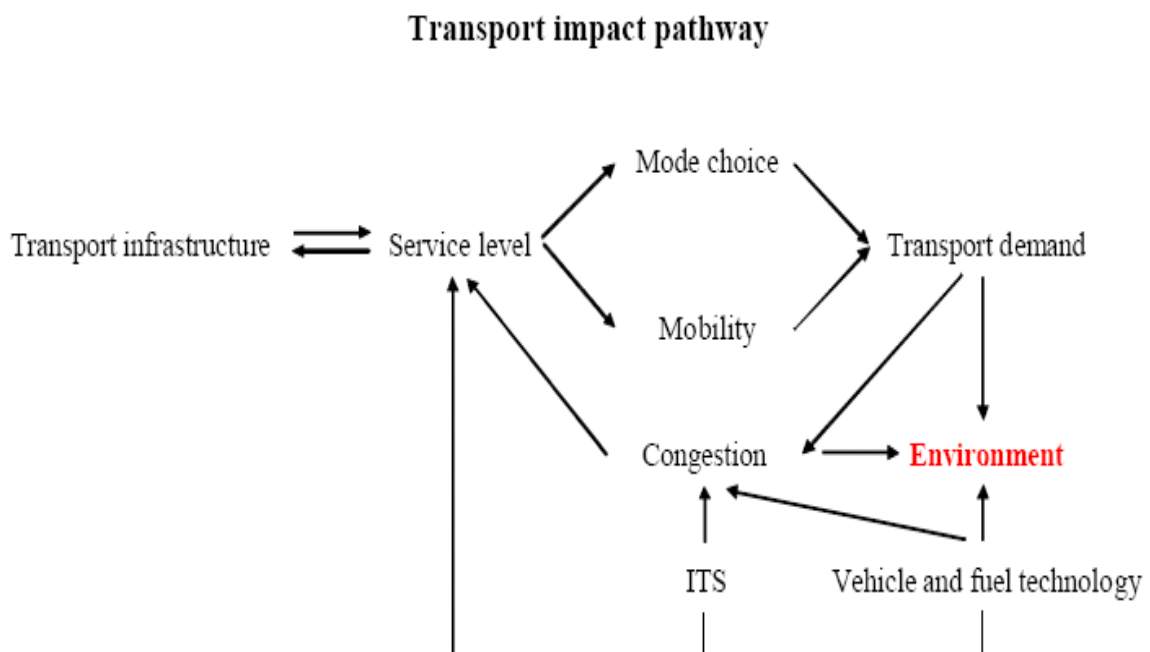 Transport impact pathway
Mode choice
Transport infrastructure
Service level
Transport demand
Mobility
Congestion
Environment
ITS
Vehicle and fuel technology